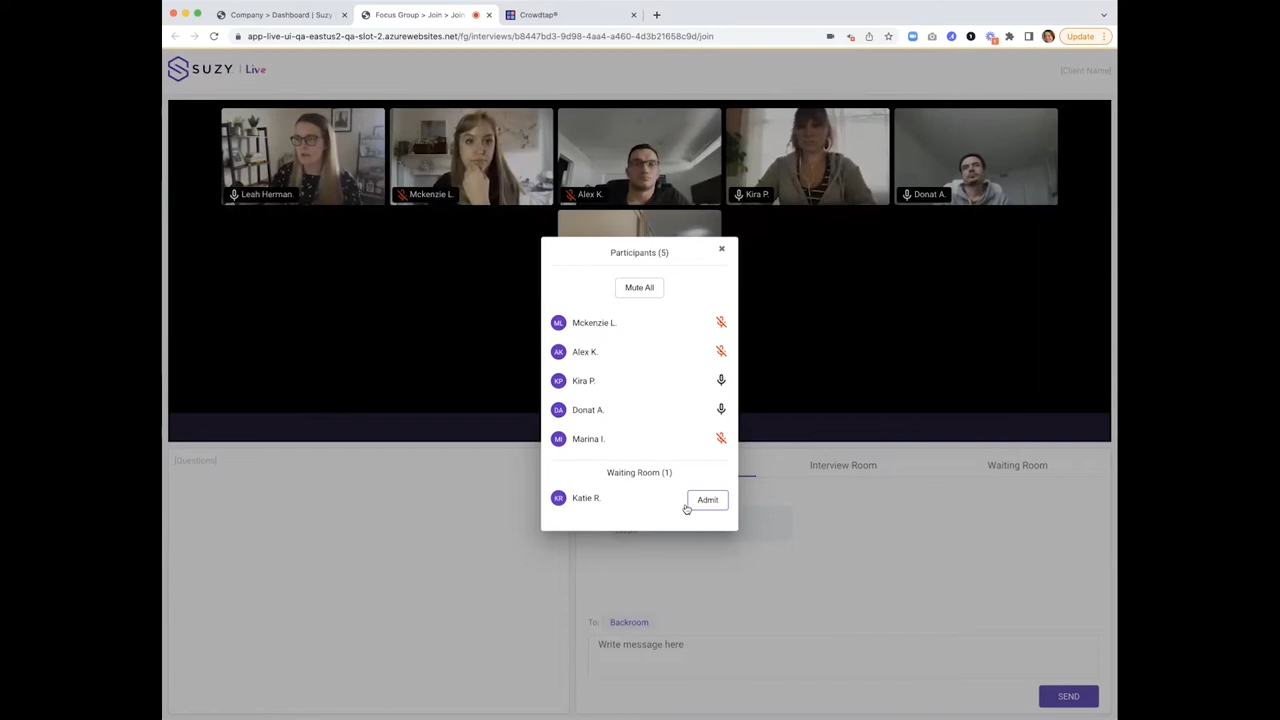 Company > Dashboard | Suzy
Focus Group > Join > Join
Crowdtap®
app-live-ui-qa-eastus2-qa-slot-2.azurewebsites.net/fg/interviews/b8447bd3-9d98-4aa4-a460-4d3b21658c9d/join
Update
SUZY | Live
[Client Name]
Leah Herman.
Mckenzie L.
Alex K.
Kira P.
Donat A.
Participants (5)
Mute All
ML Mckenzie L.
AK Alex K.
KP Kira P.
DA Donat A.
MI Marina I.
Waiting Room (1)
KR Katie R.
Admit
[Questions]
Interview Room
Waiting Room
To: Backroom
Write message here
SEND